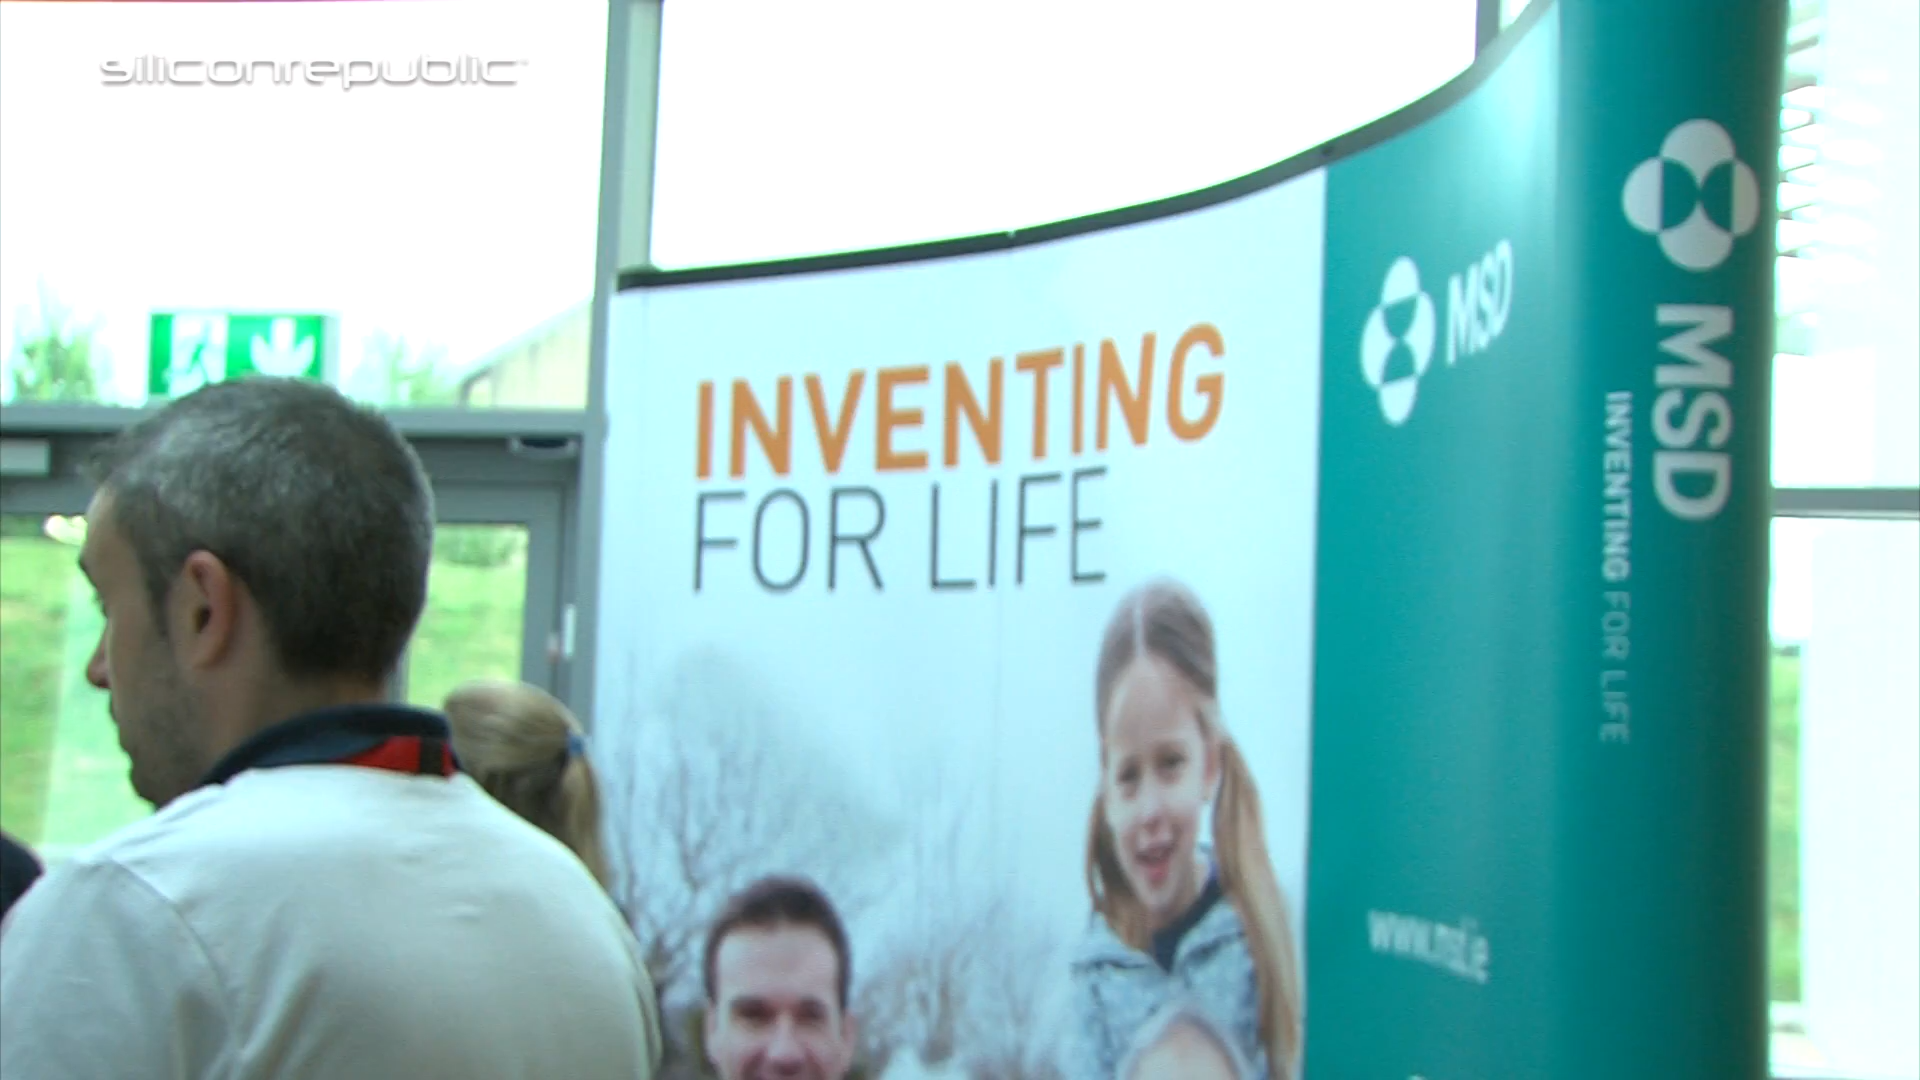 siliconrepublic
INVENTING
FOR LIFE
MSD
MSD
INVENTING FOR LIFE